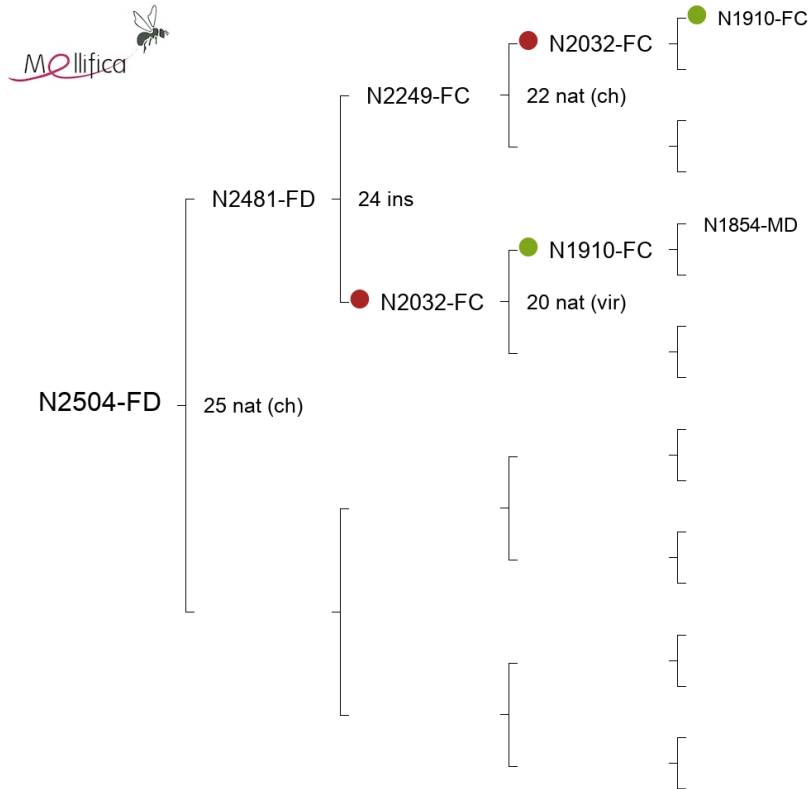 Mellifica
N1910-FC
N2032-FC
N2249-FC
22 nat (ch)
N2481-FD
24 ins
N1854-MD
N1910-FC
N2032-FC
20 nat (vir)
N2504-FD
25 nat (ch)